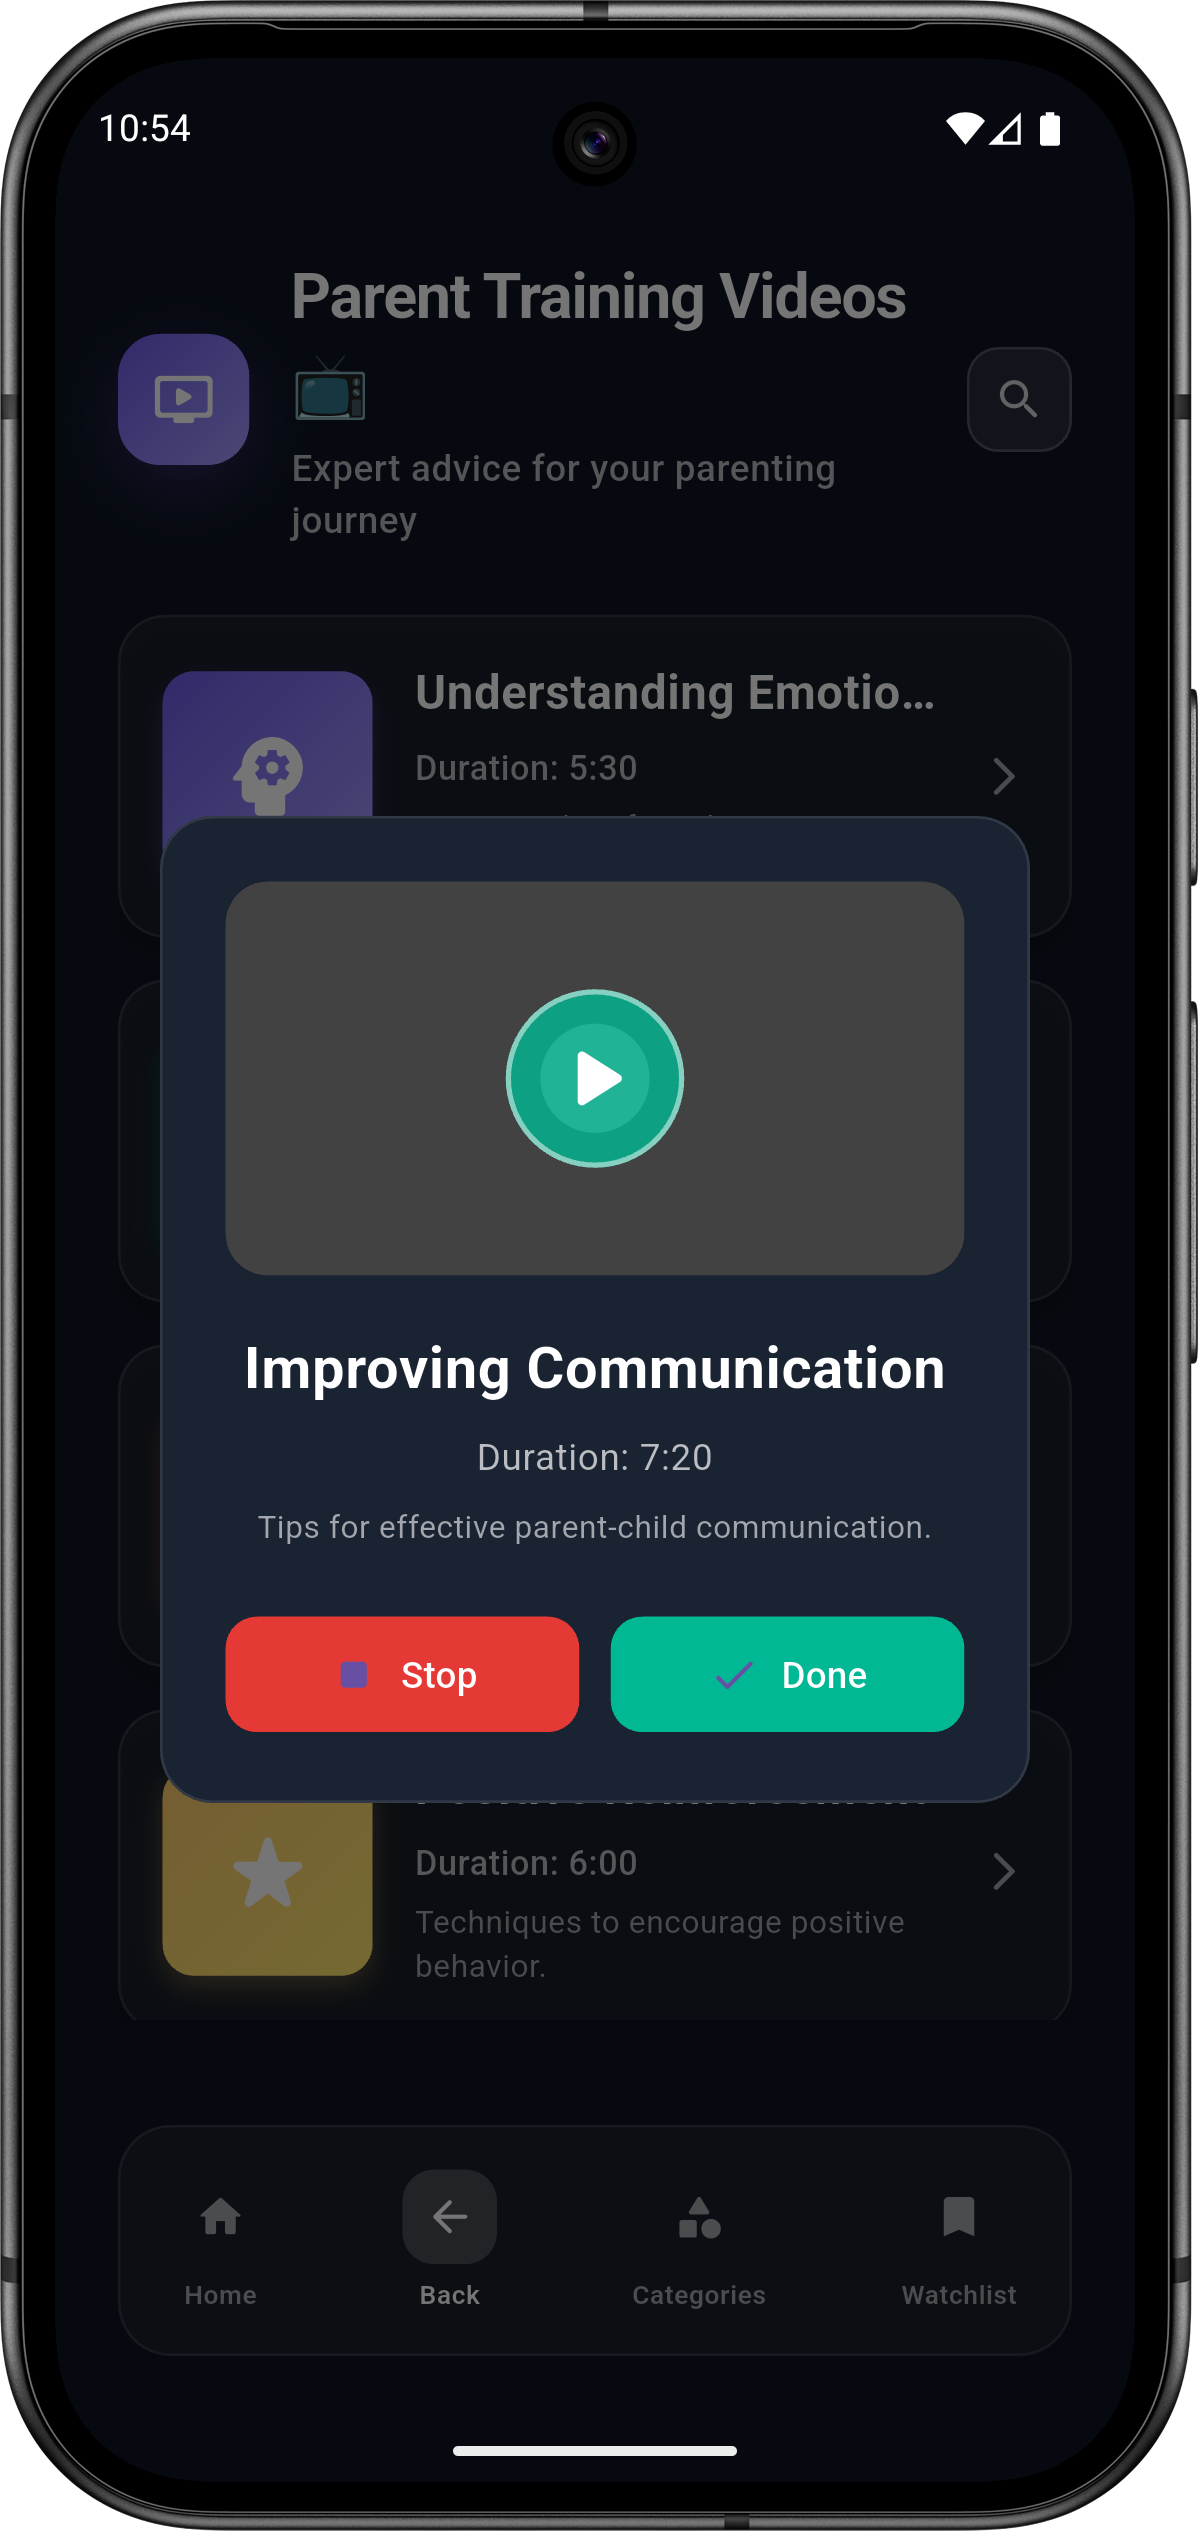 10:54
Parent Training Videos
📺
Expert advice for your parenting
journey
Understanding Emotio...
Duration: 5:30
Improving Communication
Duration: 7:20
Tips for effective parent-child communication.
Stop
Done
Duration: 6:00
Techniques to encourage positive
behavior.
Home
Back
Categories
Watchlist